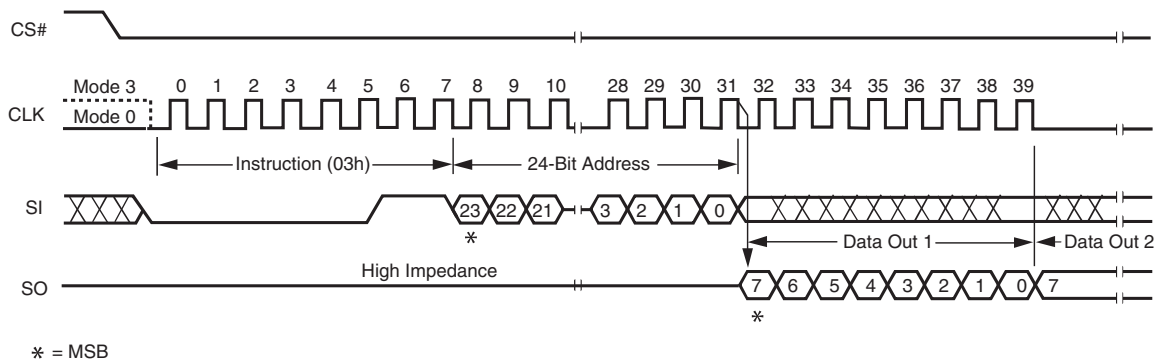 CS#
Mode 3
0 1 2 3 4 5 6 7 8 9 10 28 29 30 31 32 33 34 35 36 37 38 39
CLK
Mode 0
Instruction (03h)
24-Bit Address
SI
23 22 21 3 2 1 0
*
Data Out 1
Data Out 2
High Impedance
SO
7 6 5 4 3 2 1 0 7
*
* = MSB